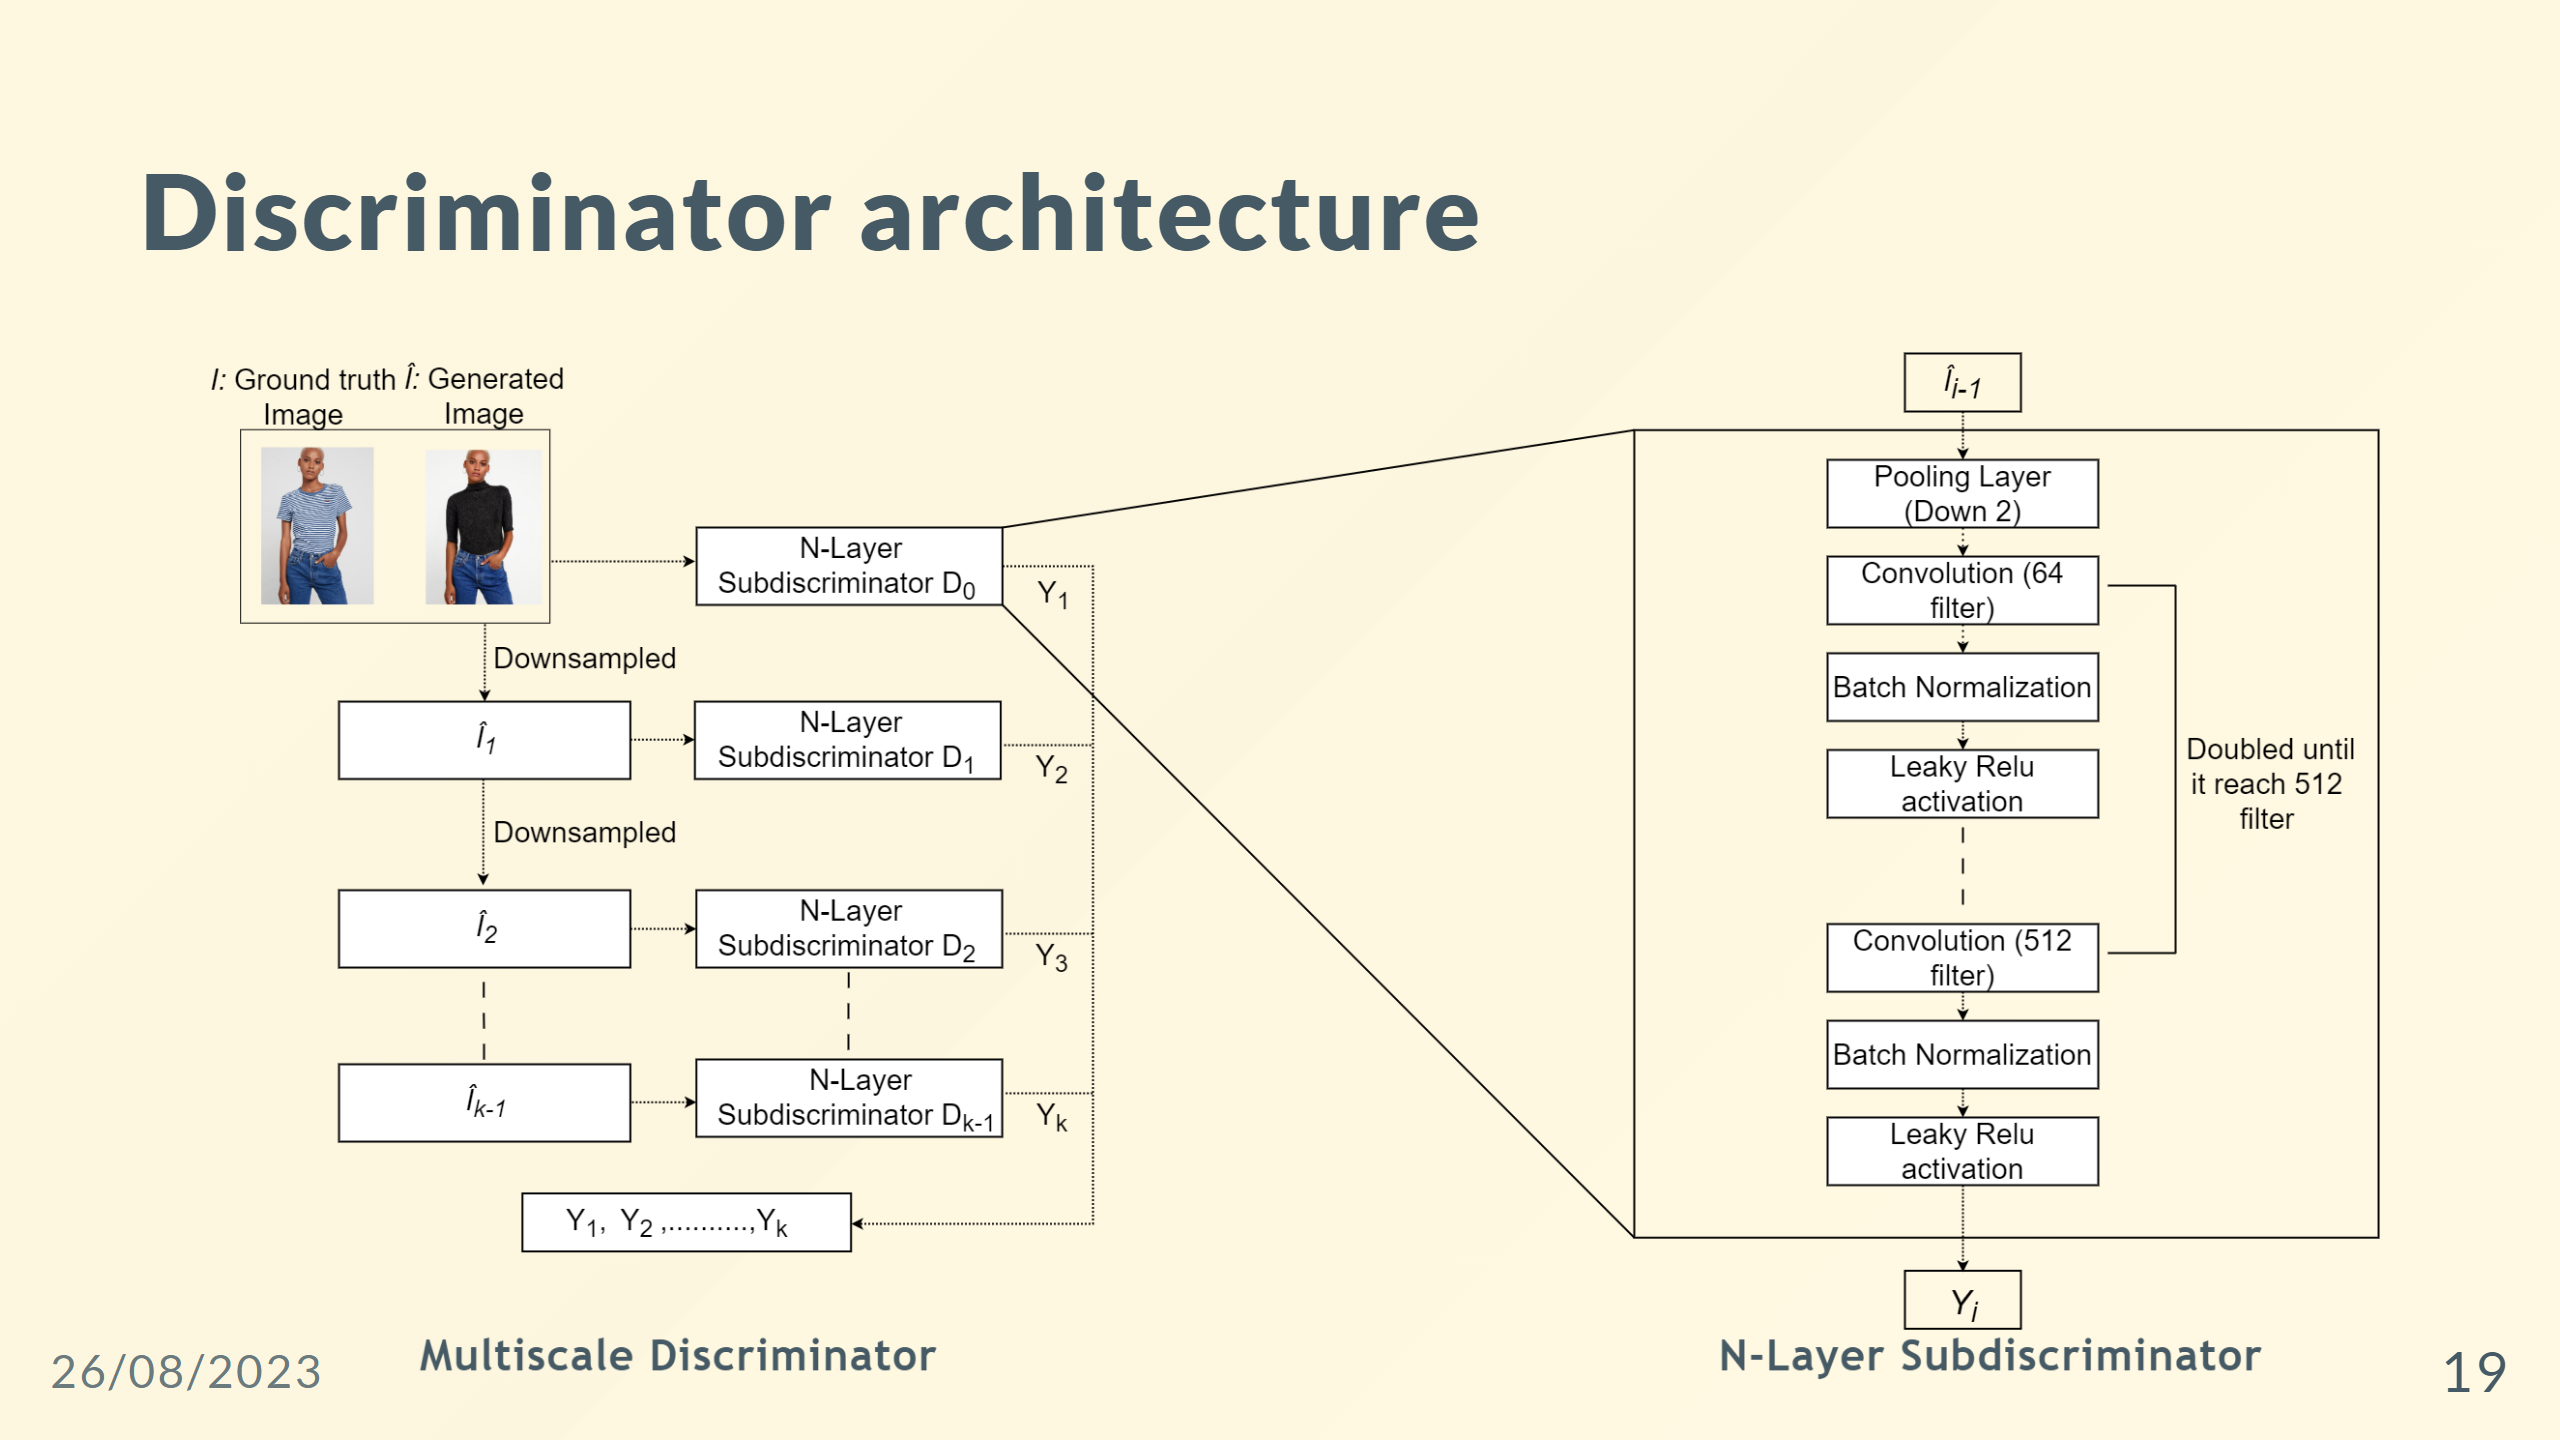 Discriminator architecture
I: Ground truth
Image
Î: Generated
Image
N-Layer
Subdiscriminator D0
Y1
Downsampled
Î1
N-Layer
Subdiscriminator D1
Y2
Downsampled
Î2
N-Layer
Subdiscriminator D2
Y3
Îk-1
N-Layer
Subdiscriminator Dk-1
Yk
Y1, Y2 ,..........,Yk
Multiscale Discriminator
Îi-1
Pooling Layer
(Down 2)
Convolution (64
filter)
Batch Normalization
Leaky Relu
activation
Doubled until
it reach 512
filter
Convolution (512
filter)
Batch Normalization
Leaky Relu
activation
Yi
N-Layer Subdiscriminator
26/08/2023
19